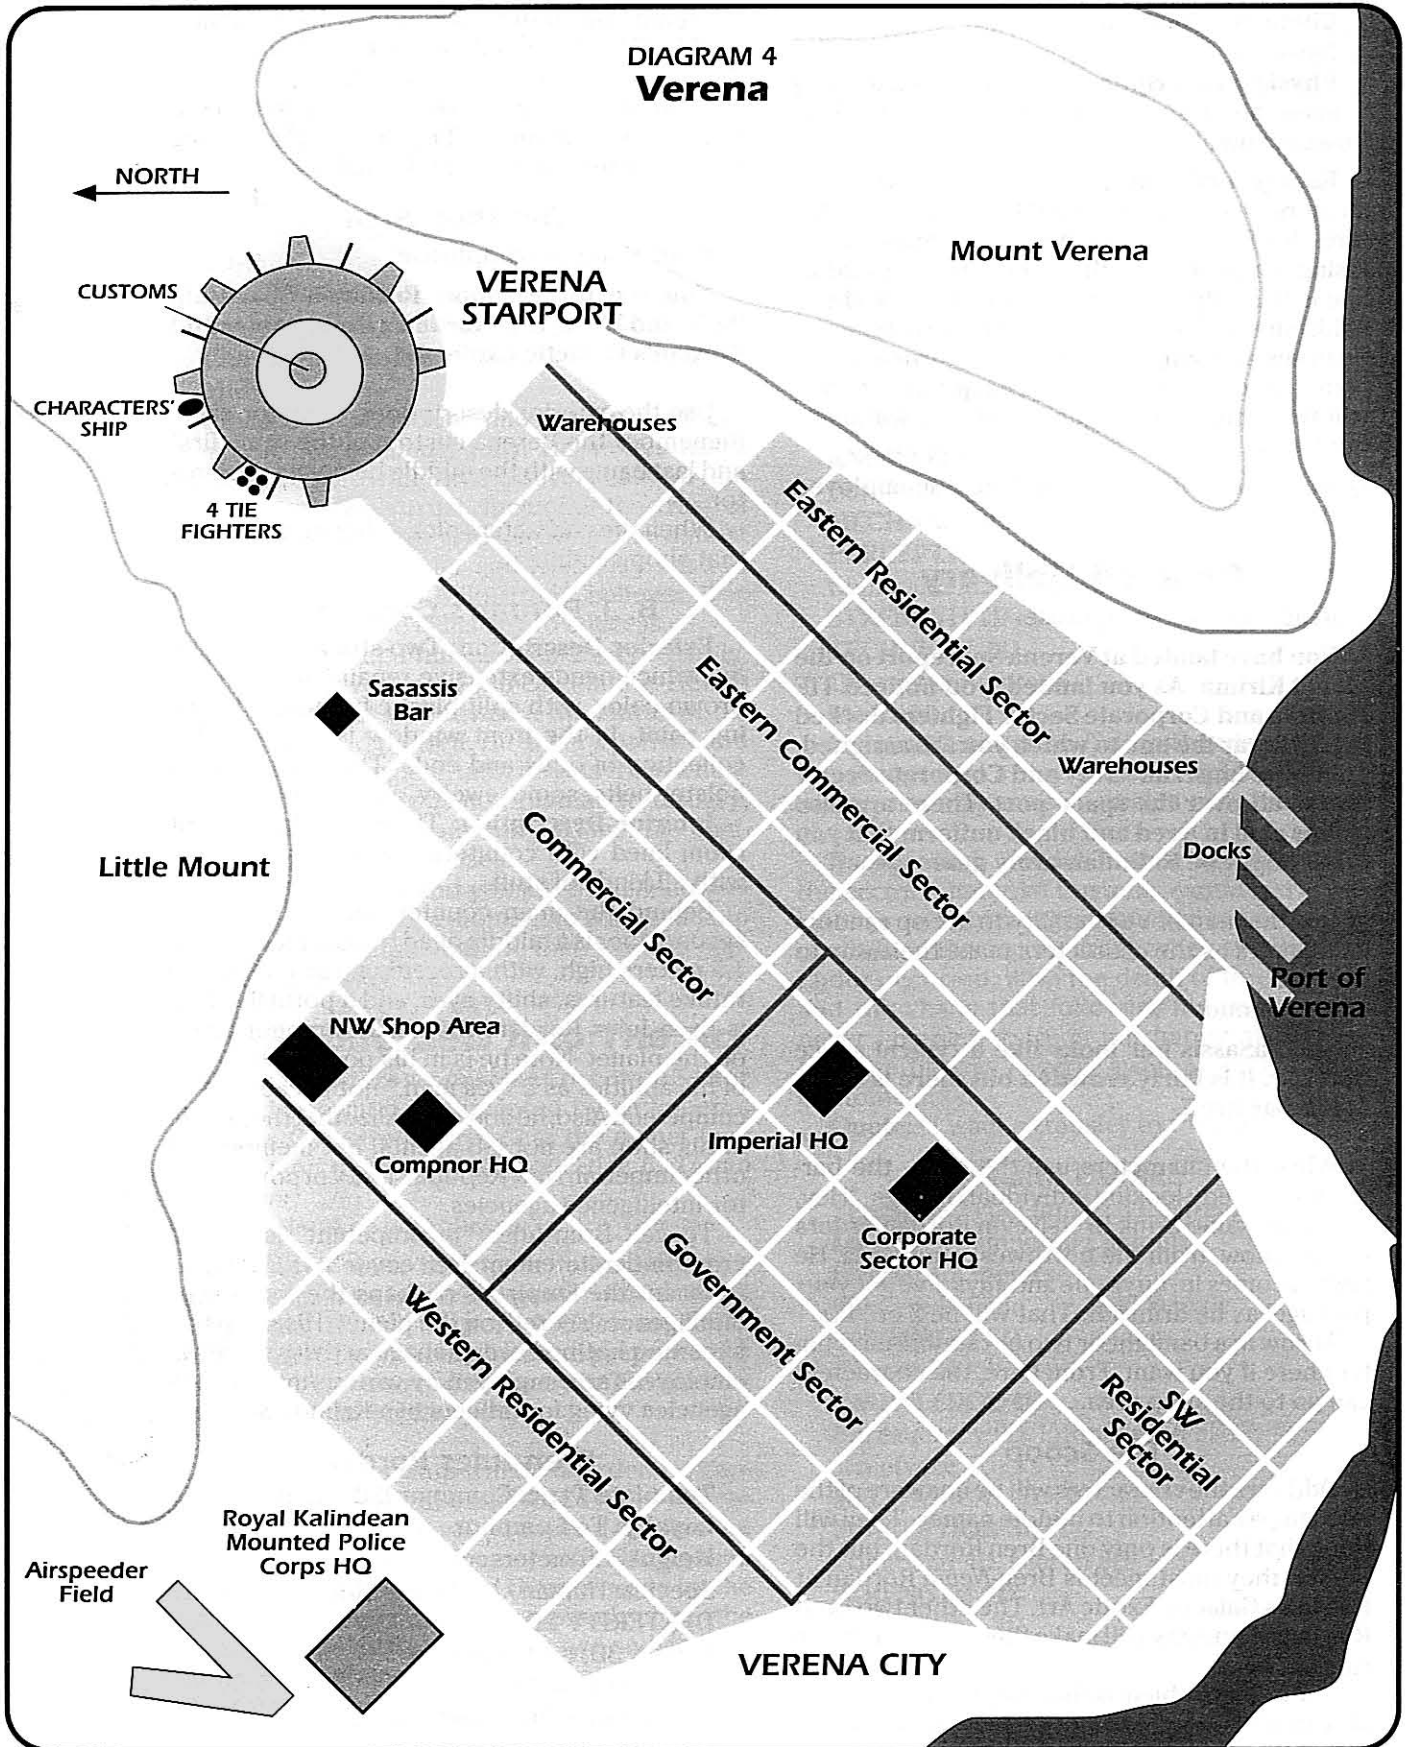 DIAGRAM 4
Verena
NORTH
Mount Verena
VERENA
STARPORT
CUSTOMS
CHARACTERS'
SHIP
Warehouses
4 TIE
FIGHTERS
Eastern Residential Sector
Sasassis
Bar
Eastern Commercial Sector
Warehouses
Commercial Sector
Docks
Little Mount
Port of
Verena
NW Shop Area
Imperial HQ
Compnor HQ
Corporate
Sector HQ
Government Sector
Western Residential Sector
SW
Residential
Sector
Royal Kalindean
Mounted Police
Corps HQ
Airspeeder
Field
VERENA CITY